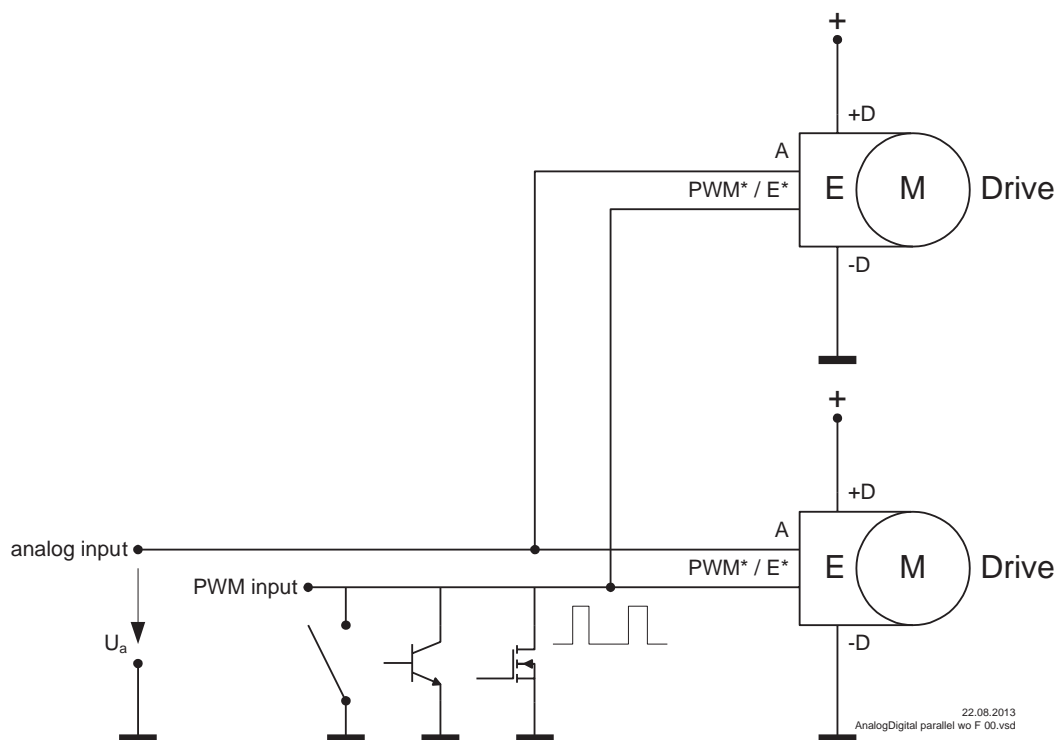 +
+D
A
PWM* / E*
E
M
Drive
-D
+
+D
analog input
A
PWM input
PWM* / E*
E
M
Drive
Ua
-D
22.08.2013
AnalogDigital parallel wo F 00.vsd